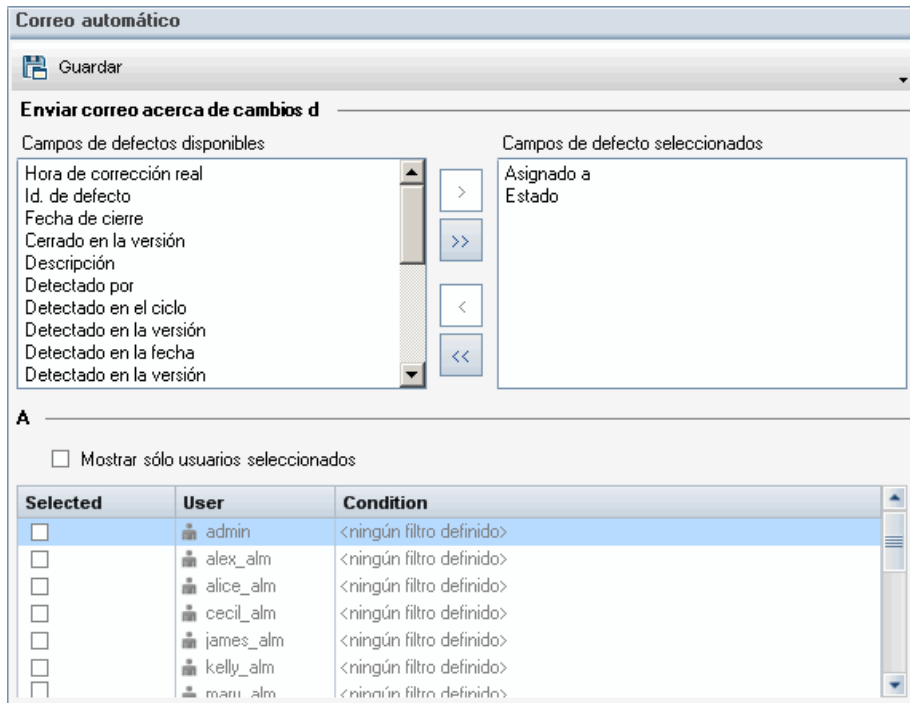 Correo automático
Guardar
Enviar correo acerca de cambios d
Campos de defectos disponibles
Campos de defecto seleccionados
Hora de corrección real
Id. de defecto
Fecha de cierre
Cerrado en la versión
Descripción
Detectado por
Detectado en el ciclo
Detectado en la versión
Detectado en la fecha
Detectado en la versión
>
>>
<
<<
Asignado a
Estado
A
Mostrar sólo usuarios seleccionados
Selected User Condition
admin <ningún filtro definido>
alex_alm <ningún filtro definido>
alice_alm <ningún filtro definido>
cecil_alm <ningún filtro definido>
james_alm <ningún filtro definido>
kelly_alm <ningún filtro definido>
mary_alm <ningún filtro definido>